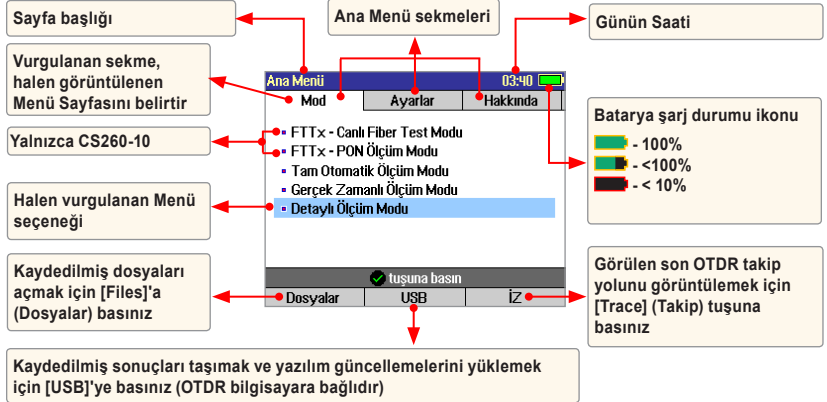 Sayfa başlığı
Ana Menü sekmeleri
Günün Saati
Vurgulanan sekme,
halen görüntülenen
Menü Sayfasını belirtir
Yalnızca CS260-10
Halen vurgulanan Menü
seçeneği
Kaydedilmiş dosyaları
açmak için [Files]'a
(Dosyalar) basınız
Ana Menü
03:40
Mod
Ayarlar
Hakkında
FTTx - Canlı Fiber Test Modu
FTTx - PON Ölçüm Modu
Tam Otomatik Ölçüm Modu
Gerçek Zamanlı Ölçüm Modu
Detaylı Ölçüm Modu
tuşuna basın
Dosyalar
USB
İZ
Batarya şarj durumu ikonu
- 100%
- <100%
- < 10%
Görülen son OTDR takip
yolunu görüntülemek için
[Trace] (Takip) tuşuna
basınız
Kaydedilmiş sonuçları taşımak ve yazılım güncellemelerini yüklemek
için [USB]'ye basınız (OTDR bilgisayara bağlıdır)